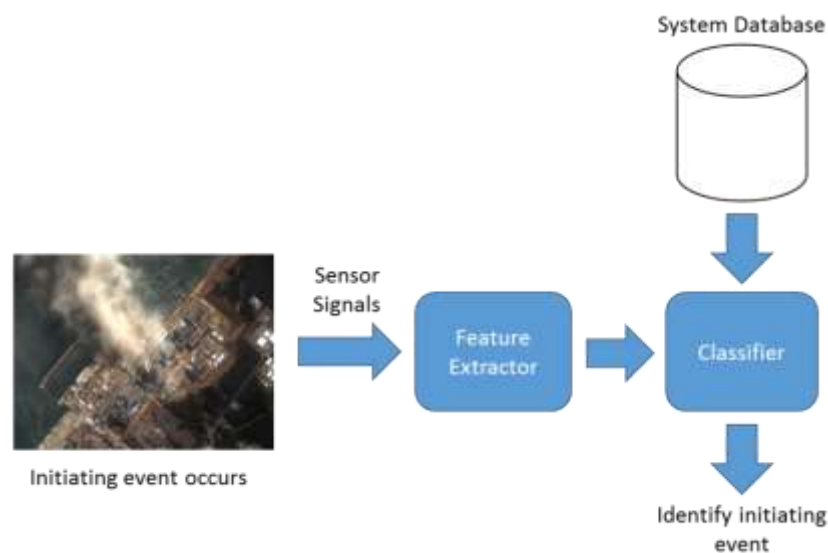 System Database
Sensor
Signals
Feature
Extractor
Classifier
Initiating event occurs
Identify initiating
event